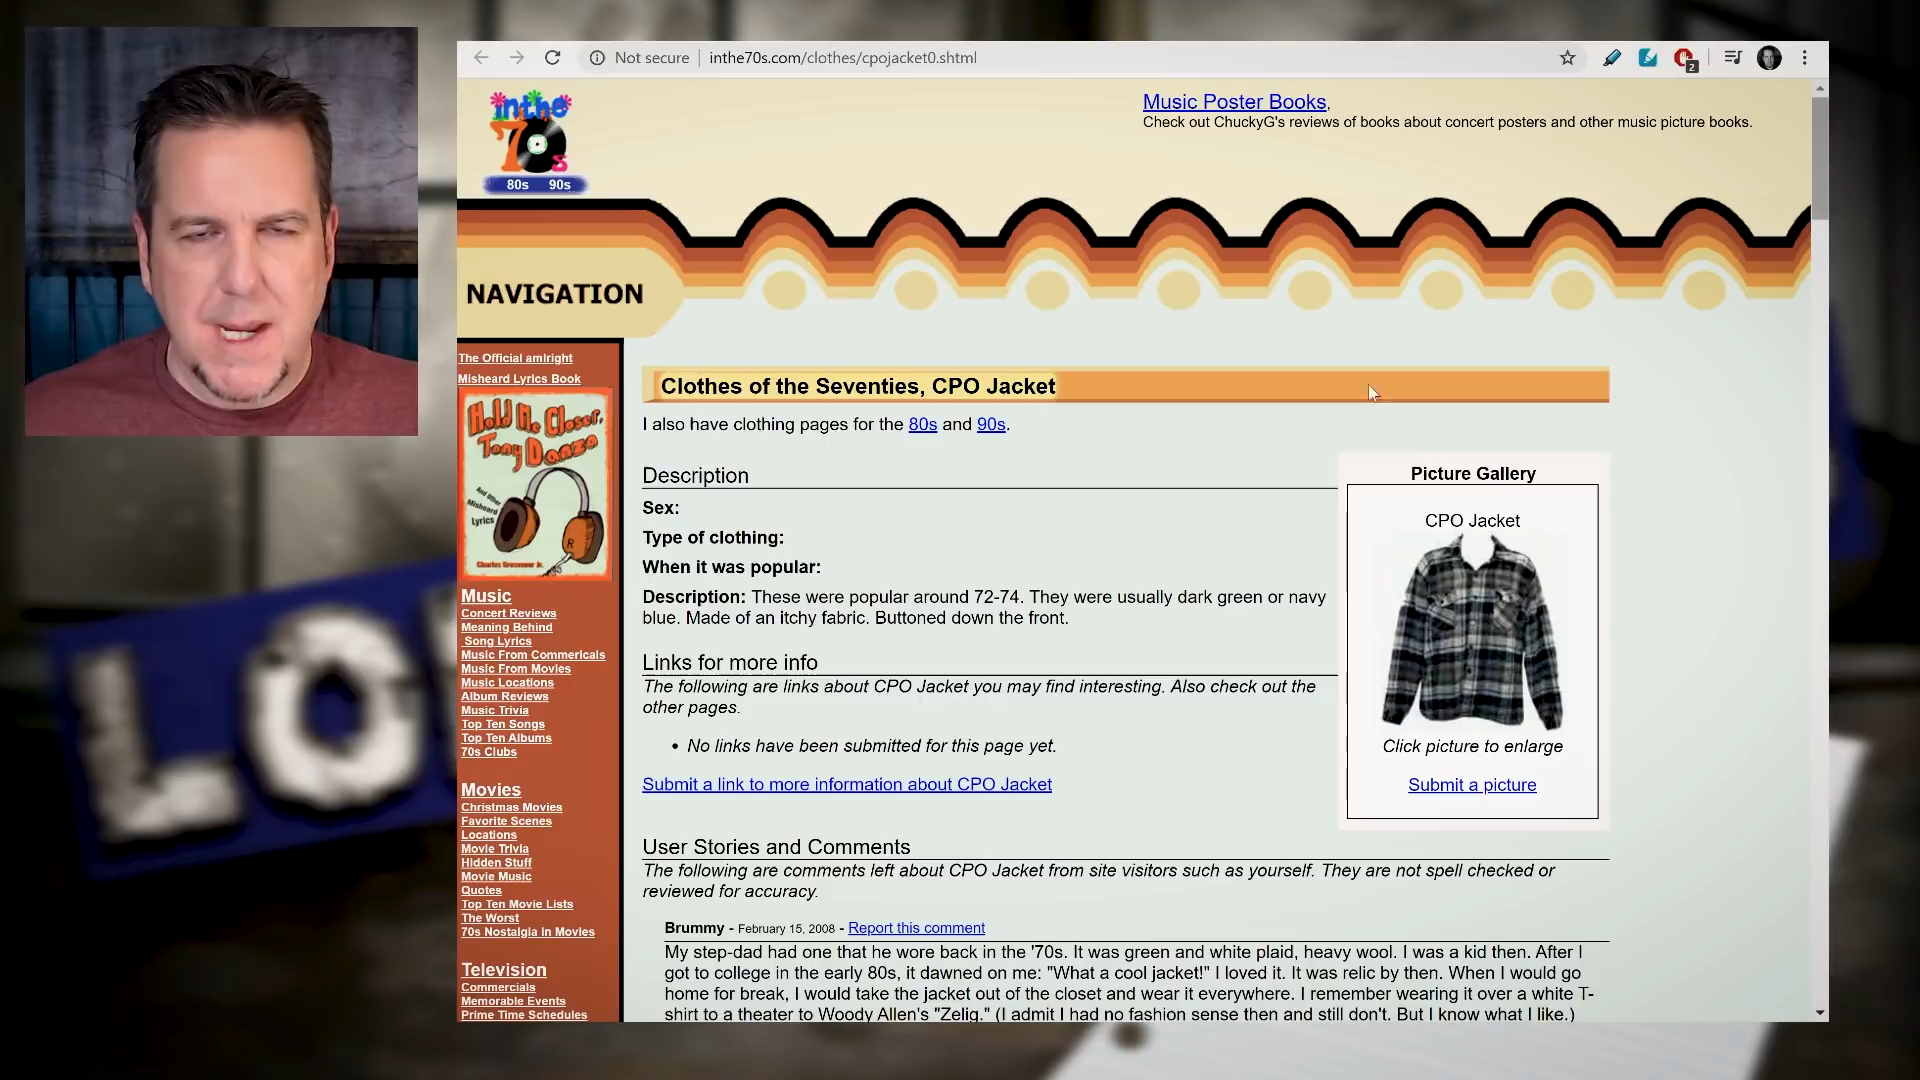 Not secure inthe70s.com/clothes/cpojacket0.shtml
2
in the
70s
80s 90s
Music Poster Books,
Check out ChuckyG's reviews of books about concert posters and other music picture books.
NAVIGATION
The Official amIright
Misheard Lyrics Book
Hold Me Closer,
Tony Danza
And Other
Misheard
Lyrics
R
Charles Grosvenor Jr.
Music
Concert Reviews
Meaning Behind
Song Lyrics
Music From Commericals
Music From Movies
Music Locations
Album Reviews
Music Trivia
Top Ten Songs
Top Ten Albums
70s Clubs
Movies
Christmas Movies
Favorite Scenes
Locations
Movie Trivia
Hidden Stuff
Movie Music
Quotes
Top Ten Movie Lists
The Worst
70s Nostalgia in Movies
Television
Commercials
Memorable Events
Prime Time Schedules
Clothes of the Seventies, CPO Jacket
I also have clothing pages for the 80s and 90s.
Description
Sex:
Type of clothing:
When it was popular:
Description: These were popular around 72-74. They were usually dark green or navy
blue. Made of an itchy fabric. Buttoned down the front.
Links for more info
The following are links about CPO Jacket you may find interesting. Also check out the
other pages.
• No links have been submitted for this page yet.
Submit a link to more information about CPO Jacket
Picture Gallery
CPO Jacket
Click picture to enlarge
Submit a picture
User Stories and Comments
The following are comments left about CPO Jacket from site visitors such as yourself. They are not spell checked or
reviewed for accuracy.
Brummy - February 15, 2008 - Report this comment
My step-dad had one that he wore back in the '70s. It was green and white plaid, heavy wool. I was a kid then. After I
got to college in the early 80s, it dawned on me: "What a cool jacket!" I loved it. It was relic by then. When I would go
home for break, I would take the jacket out of the closet and wear it everywhere. I remember wearing it over a white T-
shirt to a theater to Woody Allen's "Zelig." (I admit I had no fashion sense then and still don't. But I know what I like.)
LO